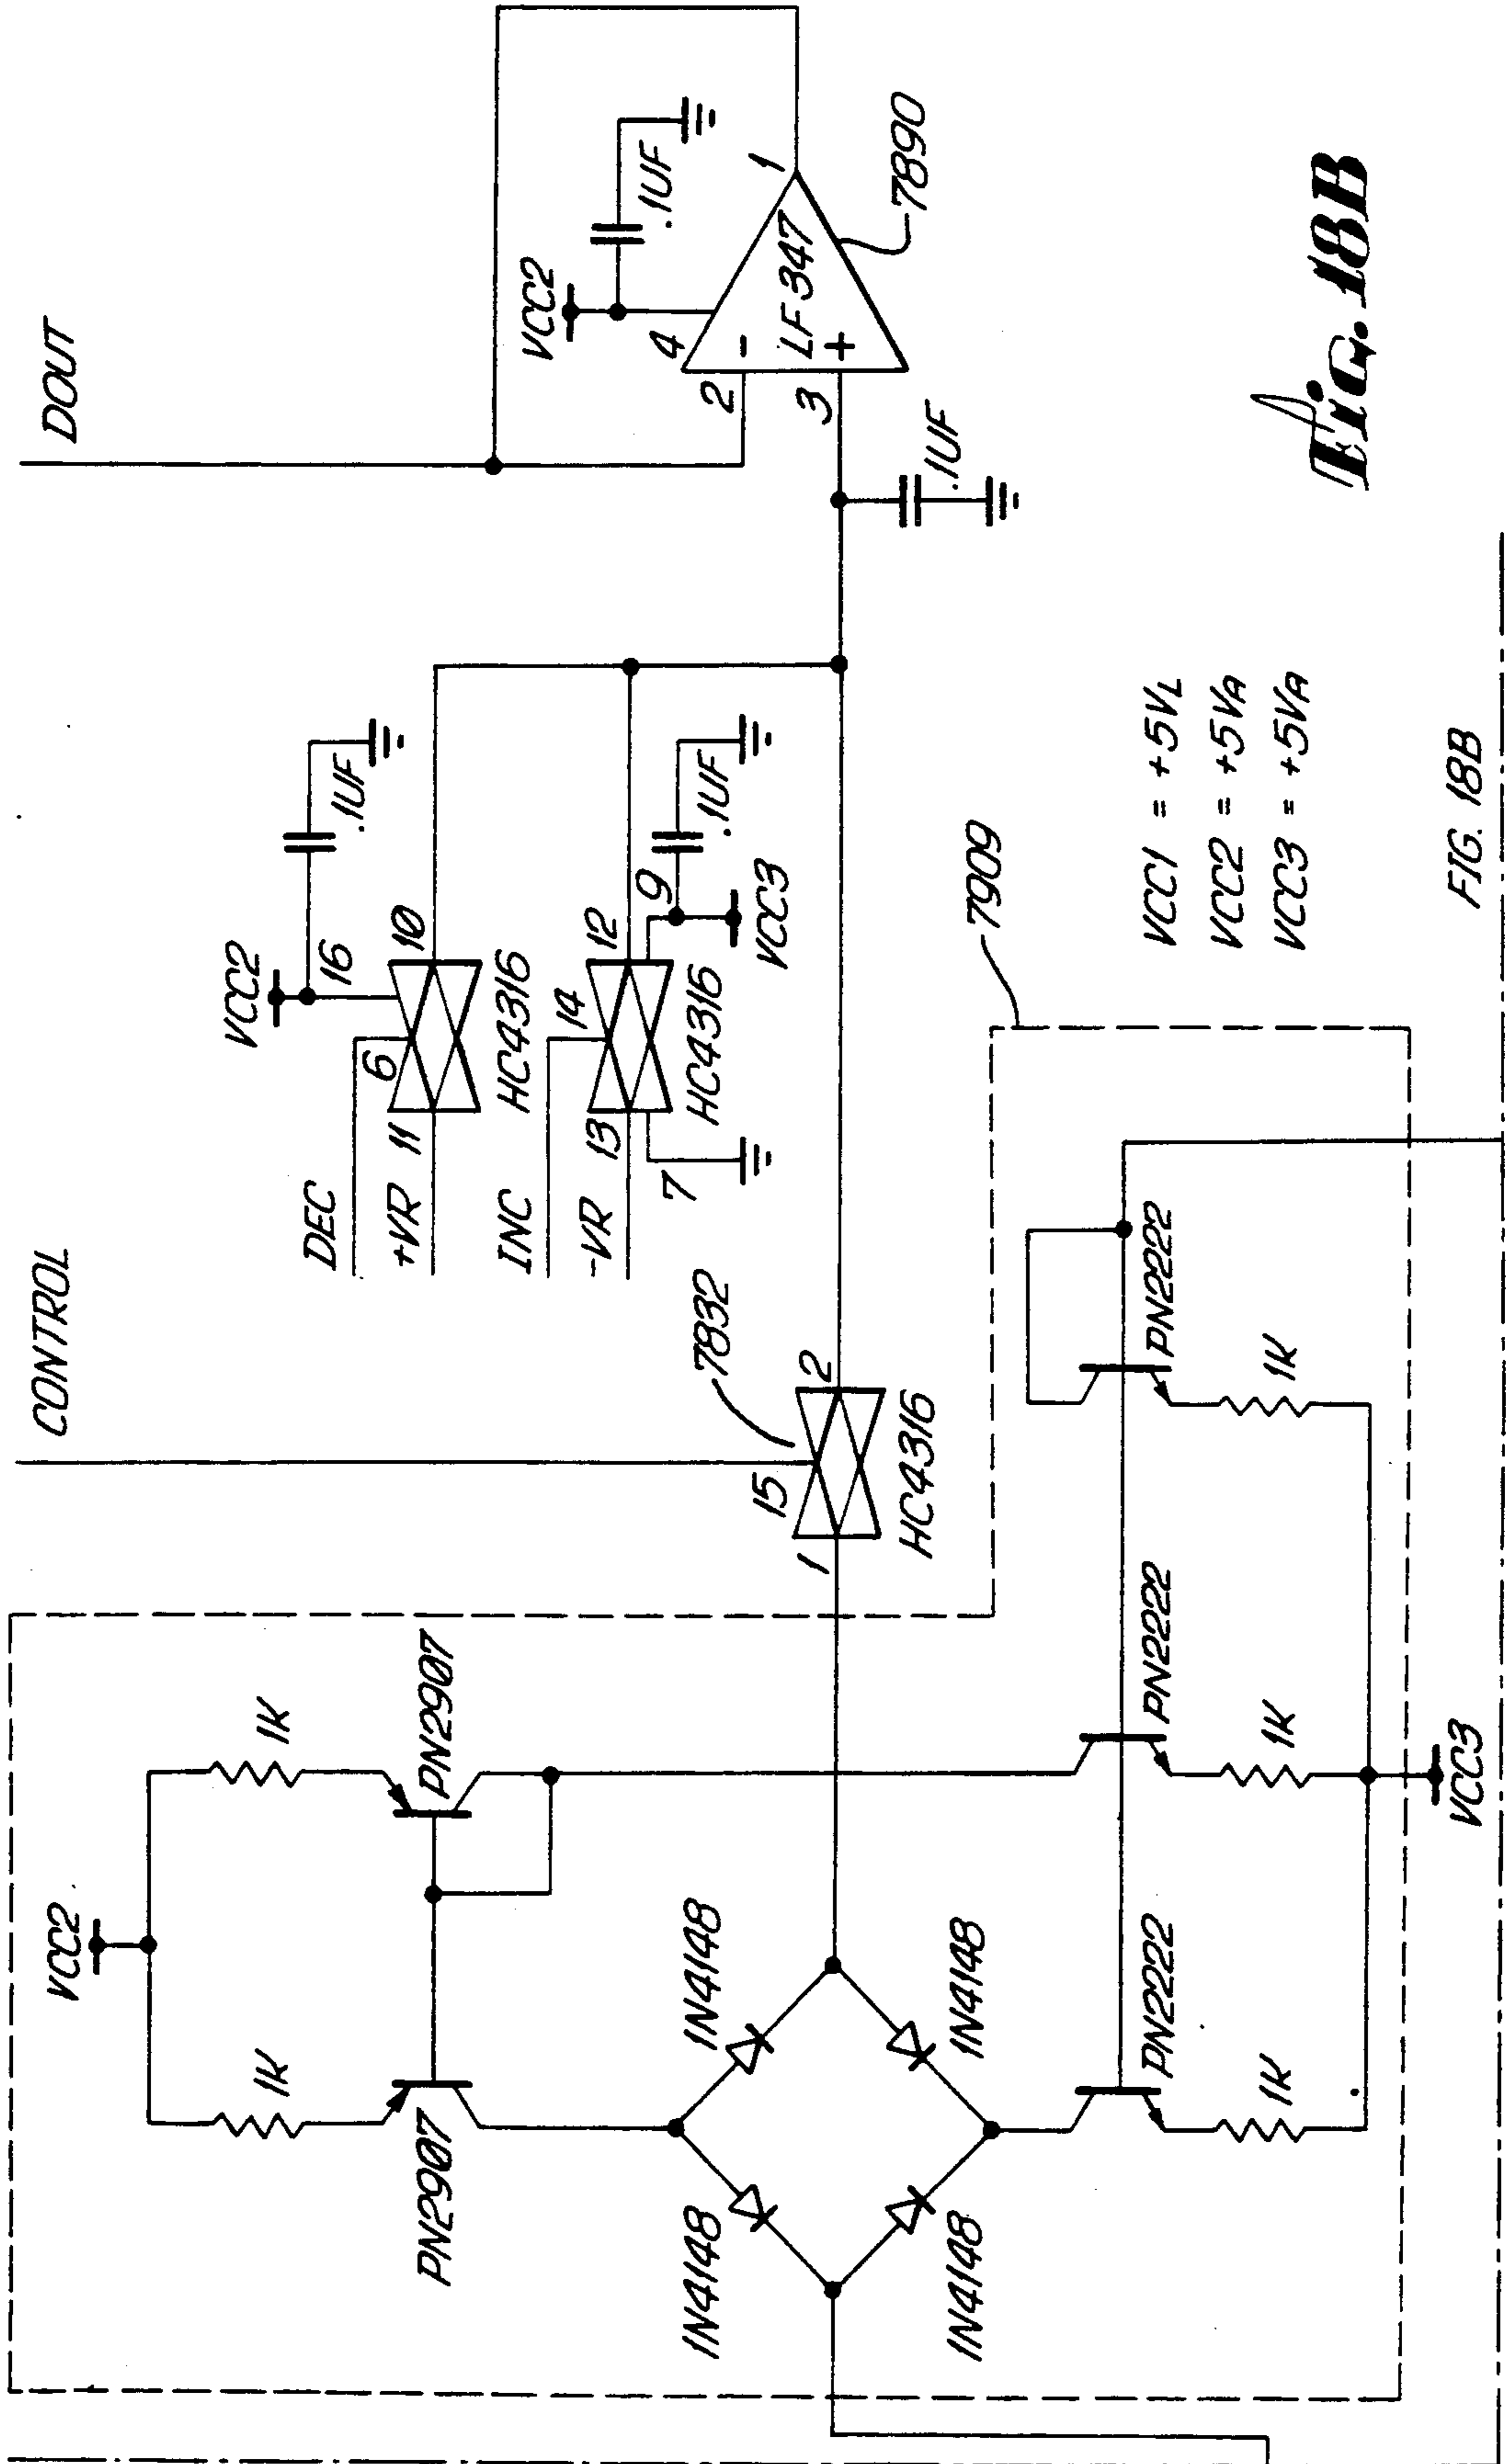 CONTROL
DOUT
VCC2
1K
1K
PN2907
PN2907
1N4148
1N4148
1N4148
1N4148
PN2222
PN2222
PN2222
1K
1K
1K
VCC3
7909
1
15
2
7832
HC4316
DEC
6
+VR 11
10
VCC2
16
.1UF
HC4316
INC
14
-VR 13
12
7
9
.1UF
VCC3
HC4316
.1UF
VCC2
.1UF
4
2
-
LF347
3
+
1
7890
VCC1 = +5VL
VCC2 = +5VA
VCC3 = +5VA
FIG. 18B
Fig. 18B